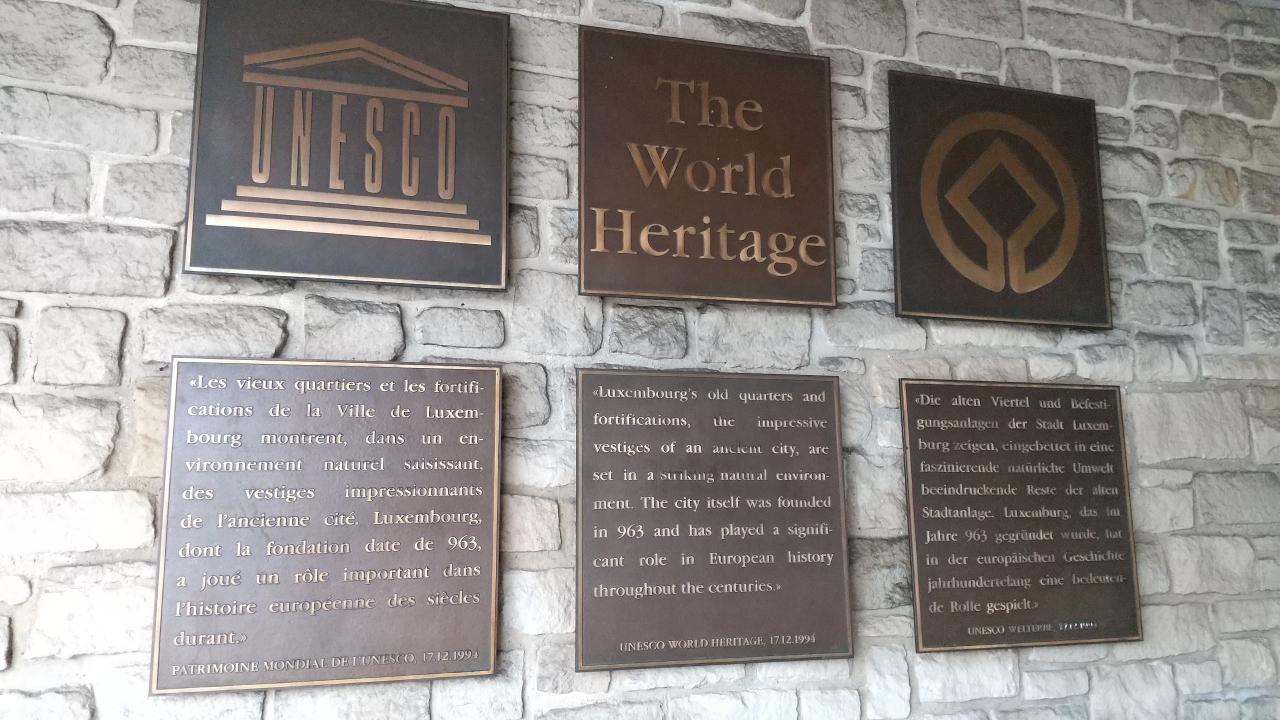 UNESCO
The
World
Heritage
«Les vieux quartiers et les fortifi-
cations de la Ville de Luxem-
bourg montrent, dans un en-
vironnement naturel saisissant,
des vestiges impressionnants
de l'ancienne cité. Luxembourg,
dont la fondation date de 963,
a joué un rôle important dans
l'histoire européenne des siècles
durant.»
PATRIMOINE MONDIAL DE L'UNESCO, 17.12.1994
«Luxembourg's old quarters and
fortifications, the impressive
vestiges of an ancient city, are
set in a striking natural environ-
ment. The city itself was founded
in 963 and has played a signifi-
cant role in European history
throughout the centuries.»
UNESCO WORLD HERITAGE, 17.12.1994
«Die alten Viertel und Befesti-
gungsanlagen der Stadt Luxem-
burg zeigen, eingebettet in eine
faszinierende natürliche Umwelt
beeindruckende Reste der alten
Stadtanlage. Luxemburg, das im
Jahre 963 gegründet wurde, hat
in der europäischen Geschichte
jahrhundertelang eine bedeuten-
de Rolle gespielt.»
UNESCO WELTERBE, 17.12.1994